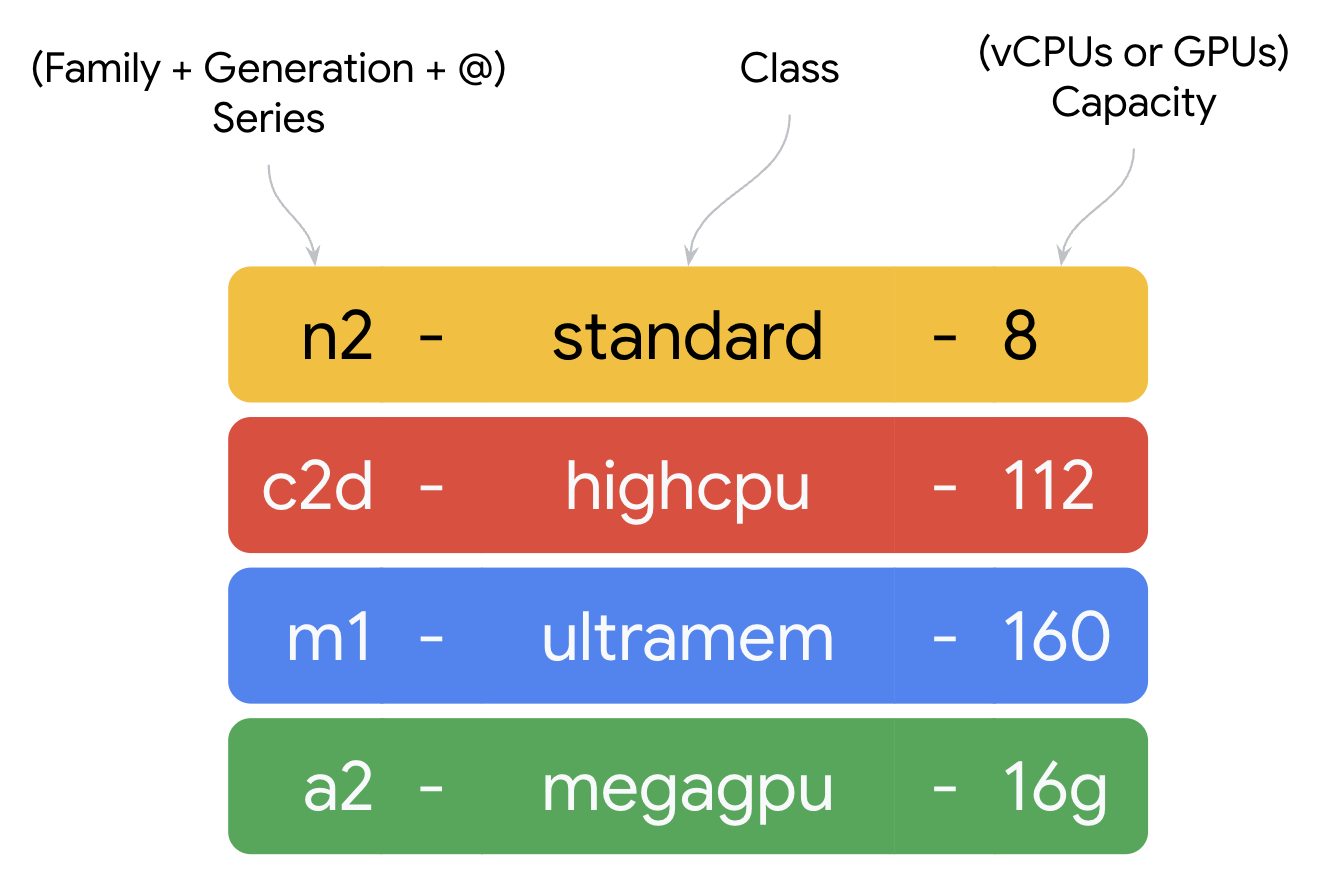 (Family + Generation + @)
Series
Class
(vCPUs or GPUs)
Capacity
n2 - standard - 8
c2d - highcpu - 112
m1 - ultramem - 160
a2 - megagpu - 16g